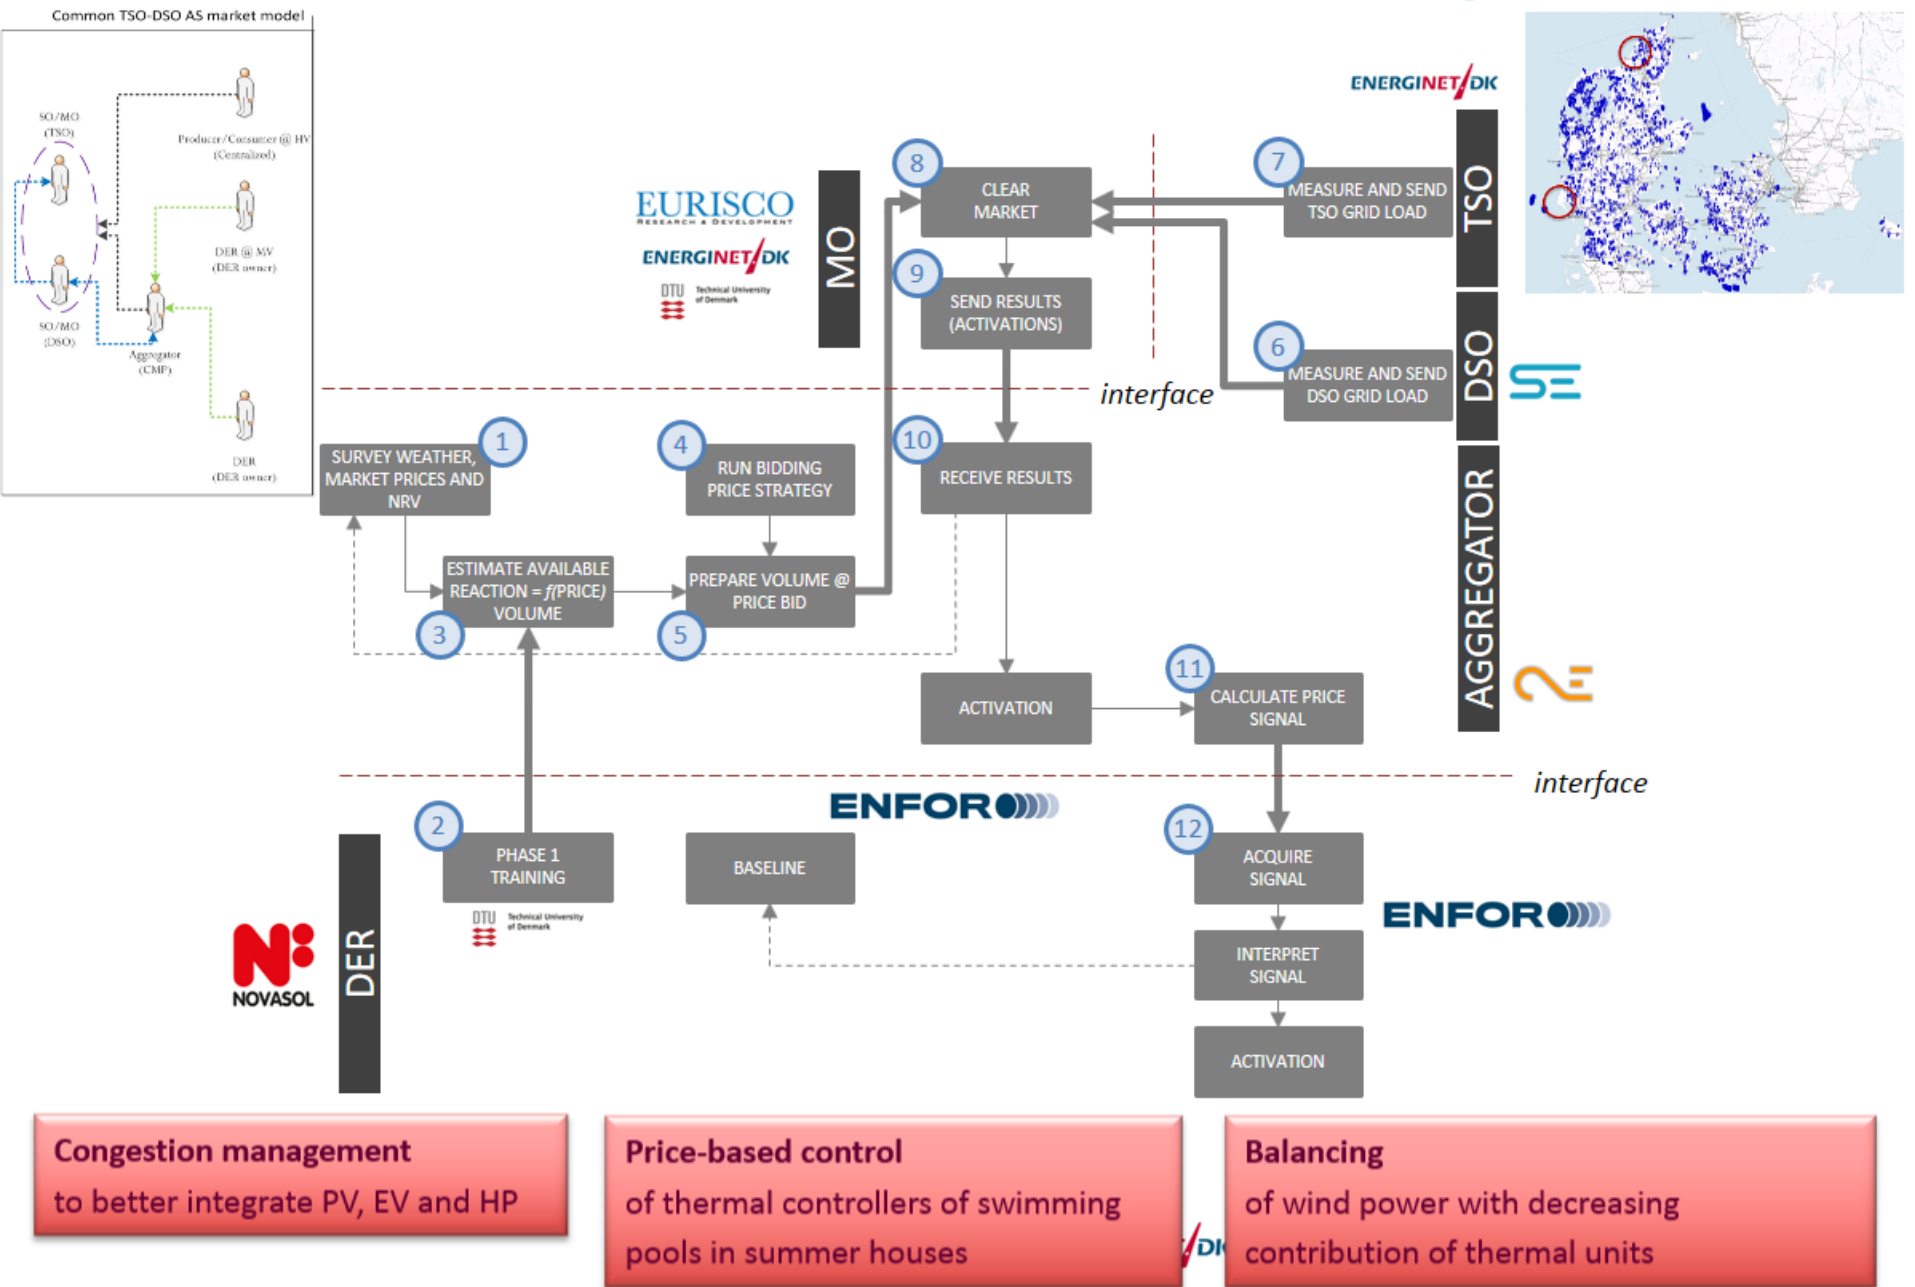 Common TSO-DSO AS market model
SO/MO
(TSO)
Producer/Consumer @ HV
(Centralized)
DER @ MV
(DER owner)
SO/MO
(DSO)
Aggregator
(CMP)
DER
(DER owner)
ENERGINET/DK
EURISCO
RESEARCH & DEVELOPMENT
ENERGINET/DK
DTU
Technical University
of Denmark
MO
8
CLEAR
MARKET
9
SEND RESULTS
(ACTIVATIONS)
7
MEASURE AND SEND
TSO GRID LOAD
TSO
6
MEASURE AND SEND
DSO GRID LOAD
DSO
SE
interface
1
SURVEY WEATHER,
MARKET PRICES AND
NRV
4
RUN BIDDING
PRICE STRATEGY
10
RECEIVE RESULTS
ESTIMATE AVAILABLE
REACTION = f(PRICE)
VOLUME
3
PREPARE VOLUME @
PRICE BID
5
AGGREGATOR
ACTIVATION
11
CALCULATE PRICE
SIGNAL
interface
ENFOR
2
PHASE 1
TRAINING
DTU
Technical University
of Denmark
BASELINE
12
ACQUIRE
SIGNAL
ENFOR
INTERPRET
SIGNAL
ACTIVATION
NOVASOL
DER
Congestion management
to better integrate PV, EV and HP
Price-based control
of thermal controllers of swimming
pools in summer houses
/DK
Balancing
of wind power with decreasing
contribution of thermal units